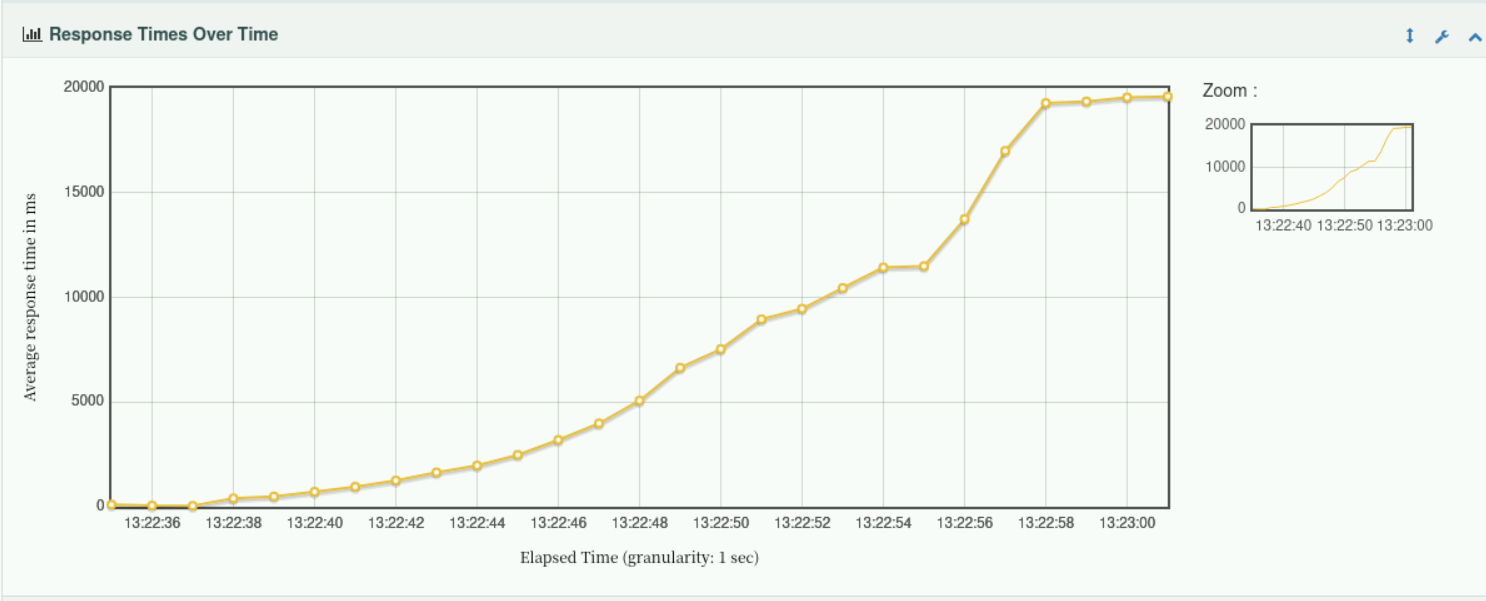 Response Times Over Time
20000
15000
10000
5000
0
Average response time in ms
13:22:36 13:22:38 13:22:40 13:22:42 13:22:44 13:22:46 13:22:48 13:22:50 13:22:52 13:22:54 13:22:56 13:22:58 13:23:00
Elapsed Time (granularity: 1 sec)
Zoom :
20000
10000
0
13:22:40 13:22:50 13:23:00